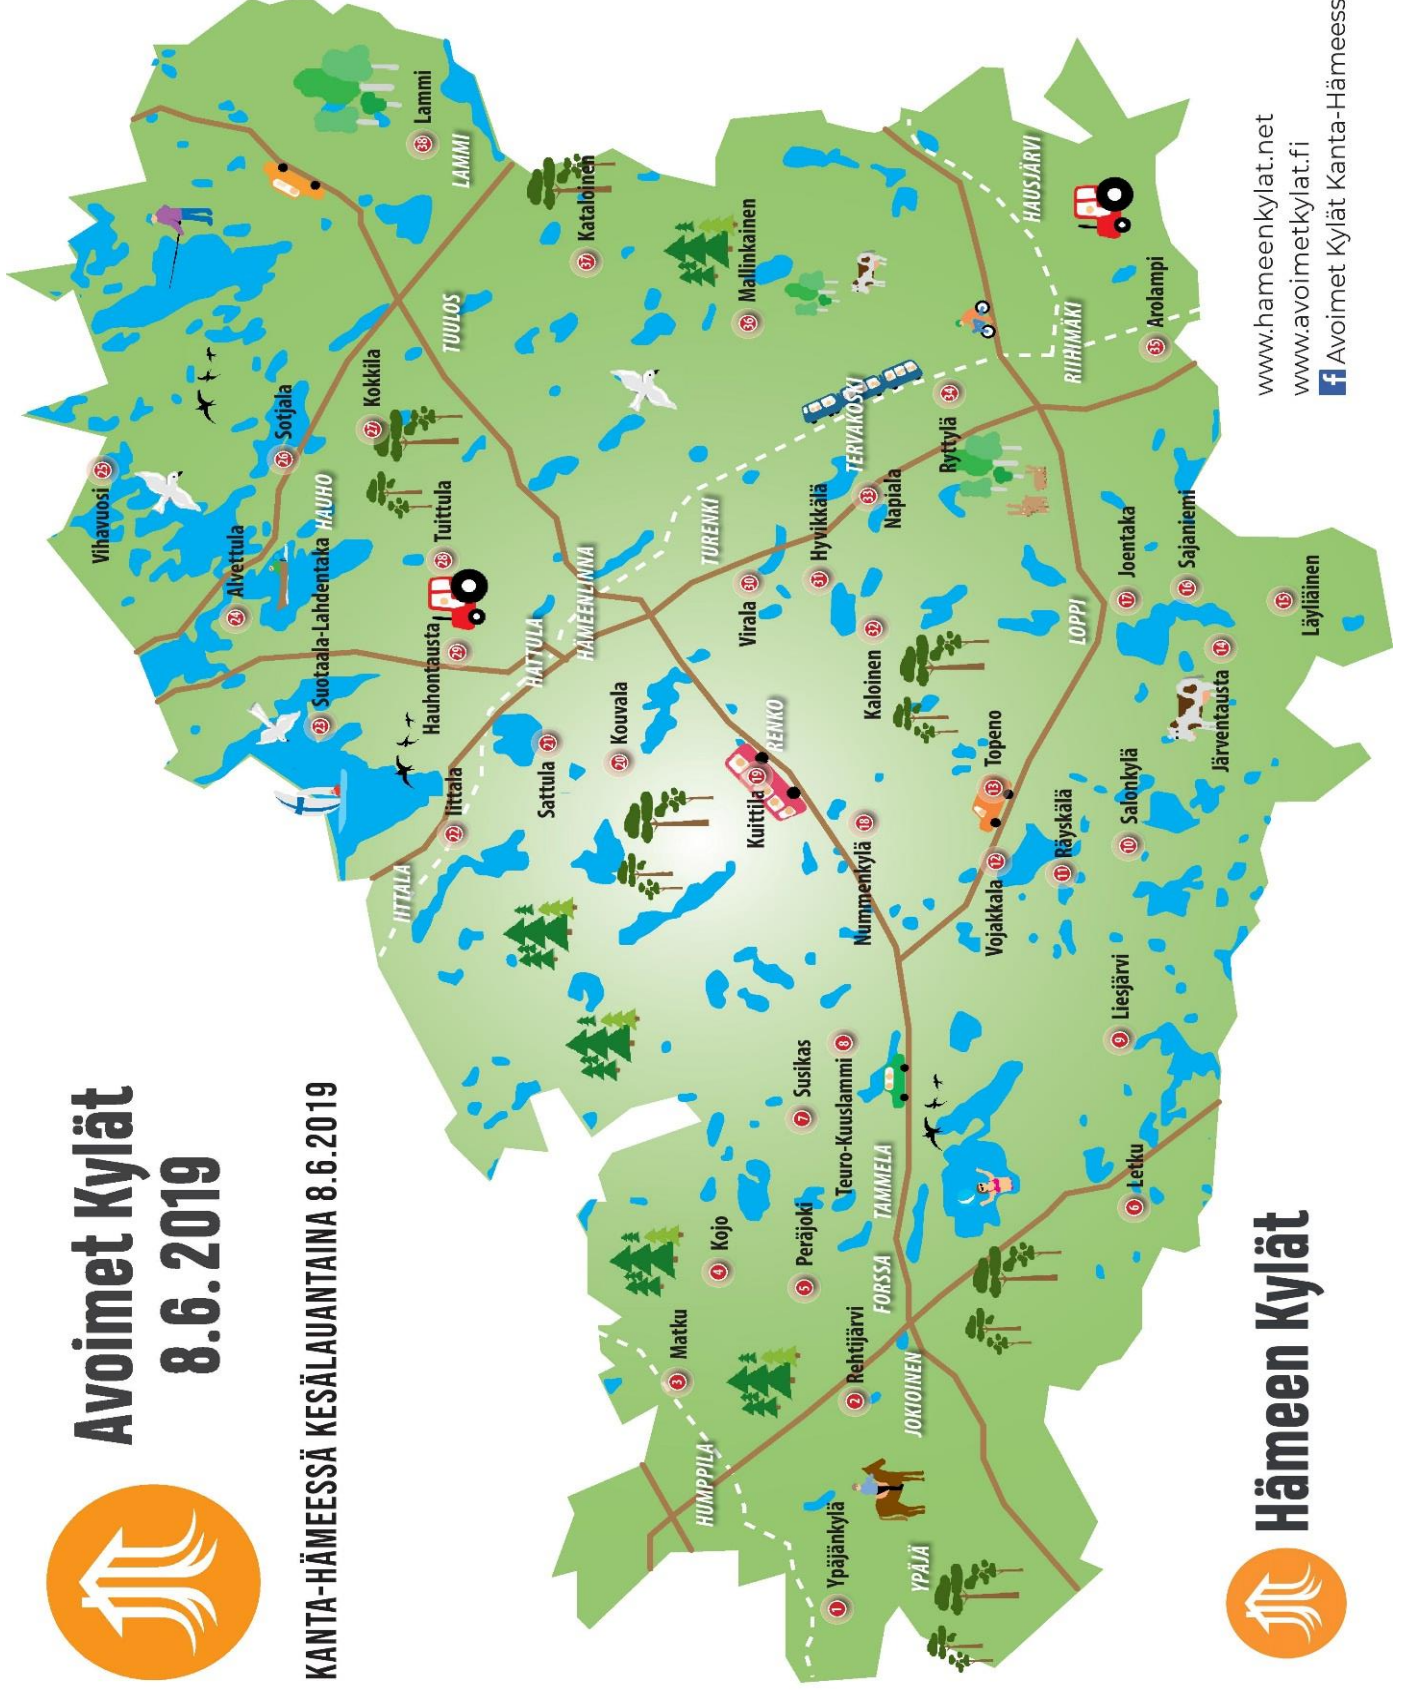 Avoimet Kylät
8.6.2019
KANTA-HÄMEESSÄ KESÄLAUANTAINA 8.6.2019
25 Vihavuosi
24 Alvettula
26 Sotjala
HAUHO
23 Suotaala-Lahdentaka
27 Kokkila
38 Lammi
LAMMI
28 Tuittula
29 Hauhontausta
TUULOS
22 Iittala
IITTALA
HATTULA
21 Sattula
HÄMEENLINNA
37 Kataloinen
20 Kouvala
3 Matku
HUMPPILA
TURENKI
4 Kojo
36 Mallinkainen
30 Virala
19 Kuittila
RENKO
5 Peräjoki
7 Susikas
31 Hyvikkälä
1 Ypäjänkylä
8 Teuro-Kuuslammi
2 Rehtijärvi
TERVAKOSKI
18 Nummenkylä
32 Kaloinen
33 Napiala
FORSSA
TAMMELA
JOKIOINEN
YPÄJÄ
34 Ryttylä
12 Vojakkala
13 Topeno
HAUSJÄRVI
11 Räyskälä
LOPPI
RIIHIMÄKI
9 Liesjärvi
10 Salonkylä
17 Joentaka
6 Letku
35 Arolampi
16 Sajaniemi
14 Järventausta
15 Läyliäinen
Hämeen Kylät
www.hameenkylat.net
www.avoimetkylat.fi
f Avoimet Kylät Kanta-Hämeess